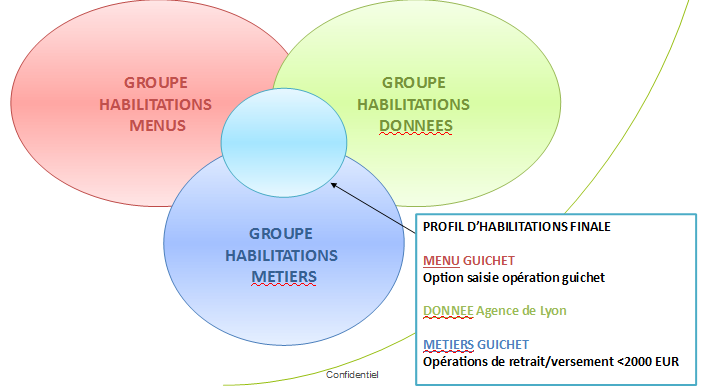 GROUPE
HABILITATIONS
MENUS
GROUPE
HABILITATIONS
DONNEES
GROUPE
HABILITATIONS
METIERS
PROFIL D'HABILITATIONS FINALE
MENU GUICHET
Option saisie opération guichet
DONNEE Agence de Lyon
METIERS GUICHET
Opérations de retrait/versement <2000 EUR
Confidentiel